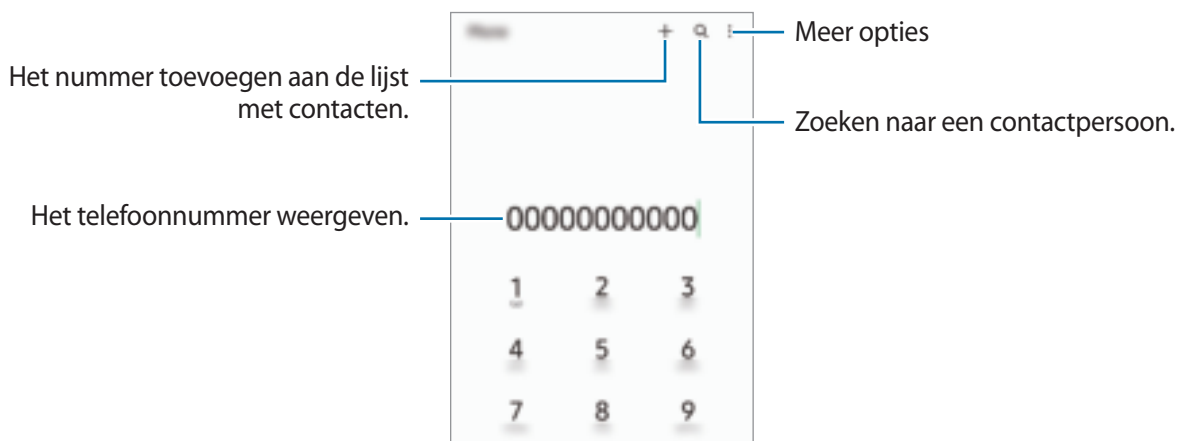 Meer opties
Het nummer toevoegen aan de lijst
met contacten.
Zoeken naar een contactpersoon.
Het telefoonnummer weergeven.
00000000000
1 2 3
4 5 6
7 8 9